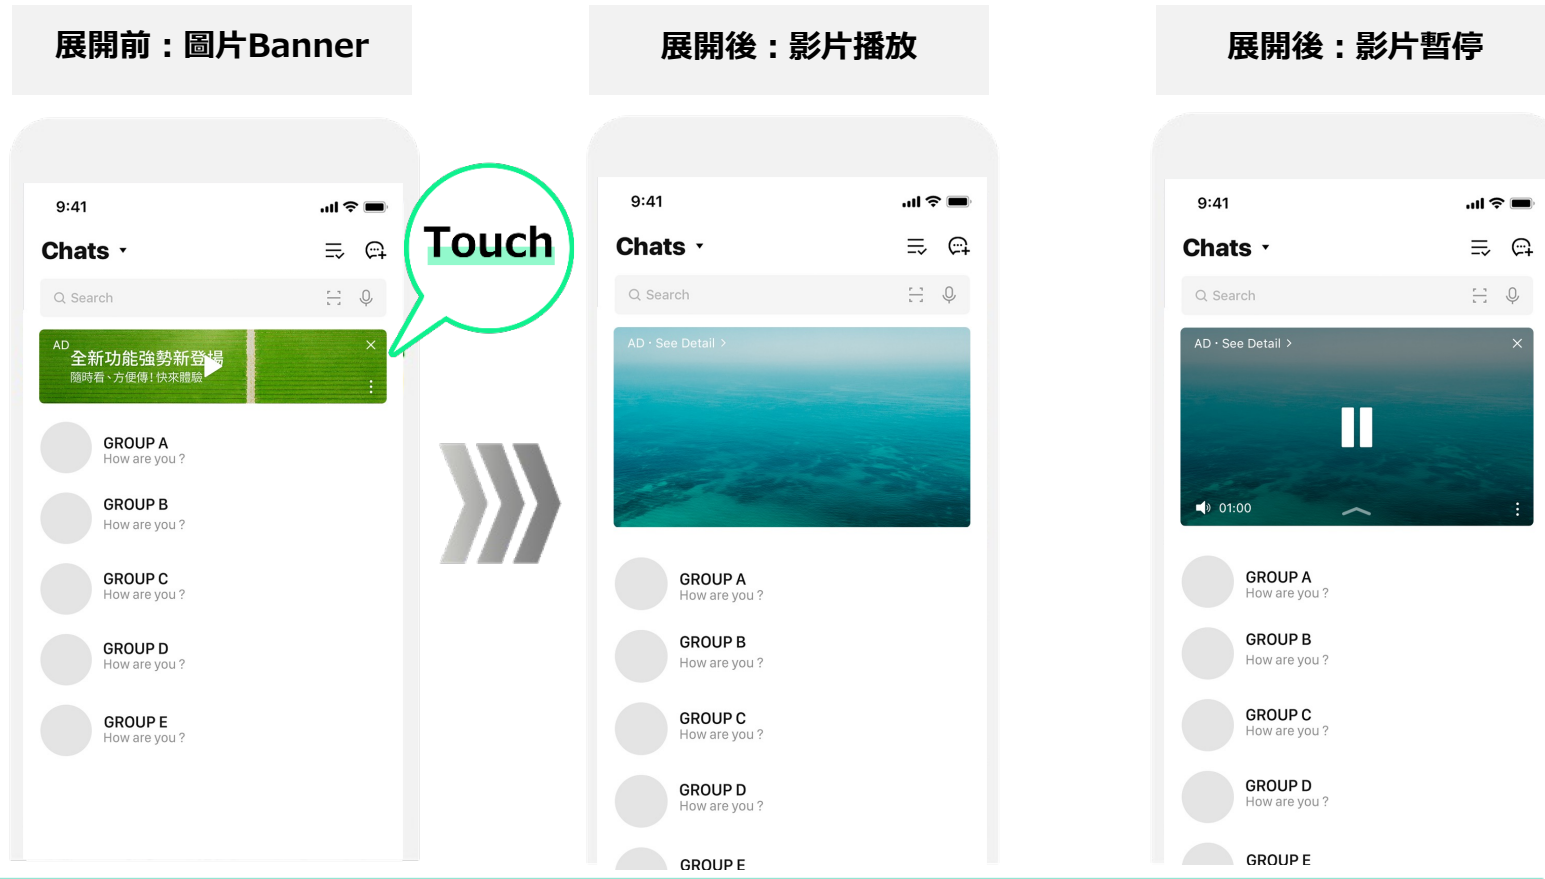 展開前：圖片Banner
9:41
Chats
Search
AD
全新功能強勢新登場
隨時看、方便傳！快來體驗
GROUP A
How are you ?
GROUP B
How are you ?
GROUP C
How are you ?
GROUP D
How are you ?
GROUP E
How are you ?
Touch
展開後：影片播放
9:41
Chats
Search
AD · See Detail >
GROUP A
How are you ?
GROUP B
How are you ?
GROUP C
How are you ?
GROUP D
How are you ?
GROUP E
展開後：影片暫停
9:41
Chats
Search
AD · See Detail >
01:00
GROUP A
How are you ?
GROUP B
How are you ?
GROUP C
How are you ?
GROUP D
How are you ?
GROUP E